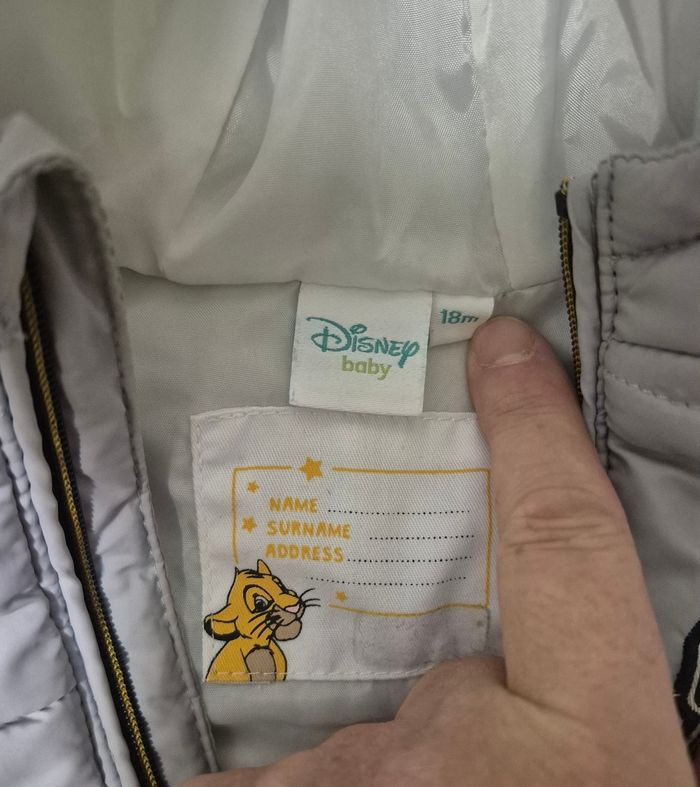 Disney
baby
18m
NAME
SURNAME
ADDRESS